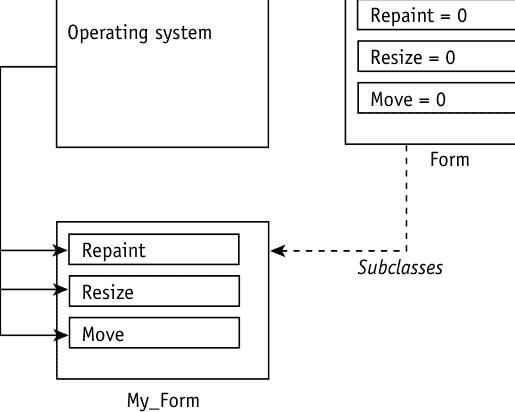 Operating system
Repaint = 0
Resize = 0
Move = 0
Form
Subclasses
Repaint
Resize
Move
My_Form